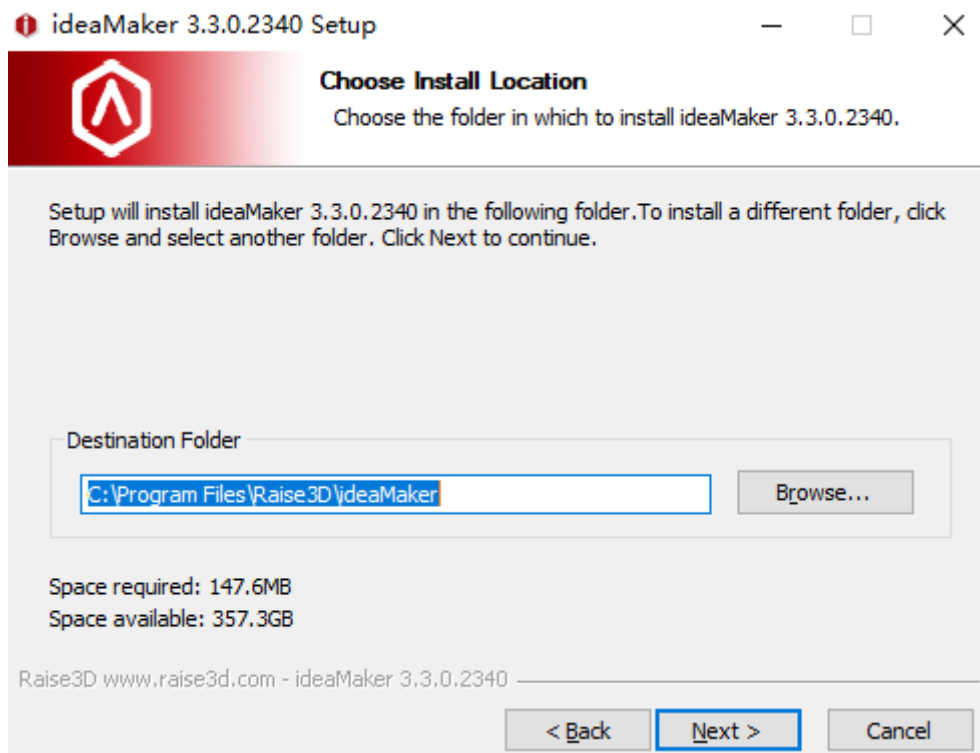 ideaMaker 3.3.0.2340 Setup
Choose Install Location
Choose the folder in which to install ideaMaker 3.3.0.2340.
Setup will install ideaMaker 3.3.0.2340 in the following folder.To install a different folder, click
Browse and select another folder. Click Next to continue.
Destination Folder
C:\Program Files\Raise3D\ideaMaker
Browse...
Space required: 147.6MB
Space available: 357.3GB
Raise3D www.raise3d.com - ideaMaker 3.3.0.2340
< Back
Next >
Cancel